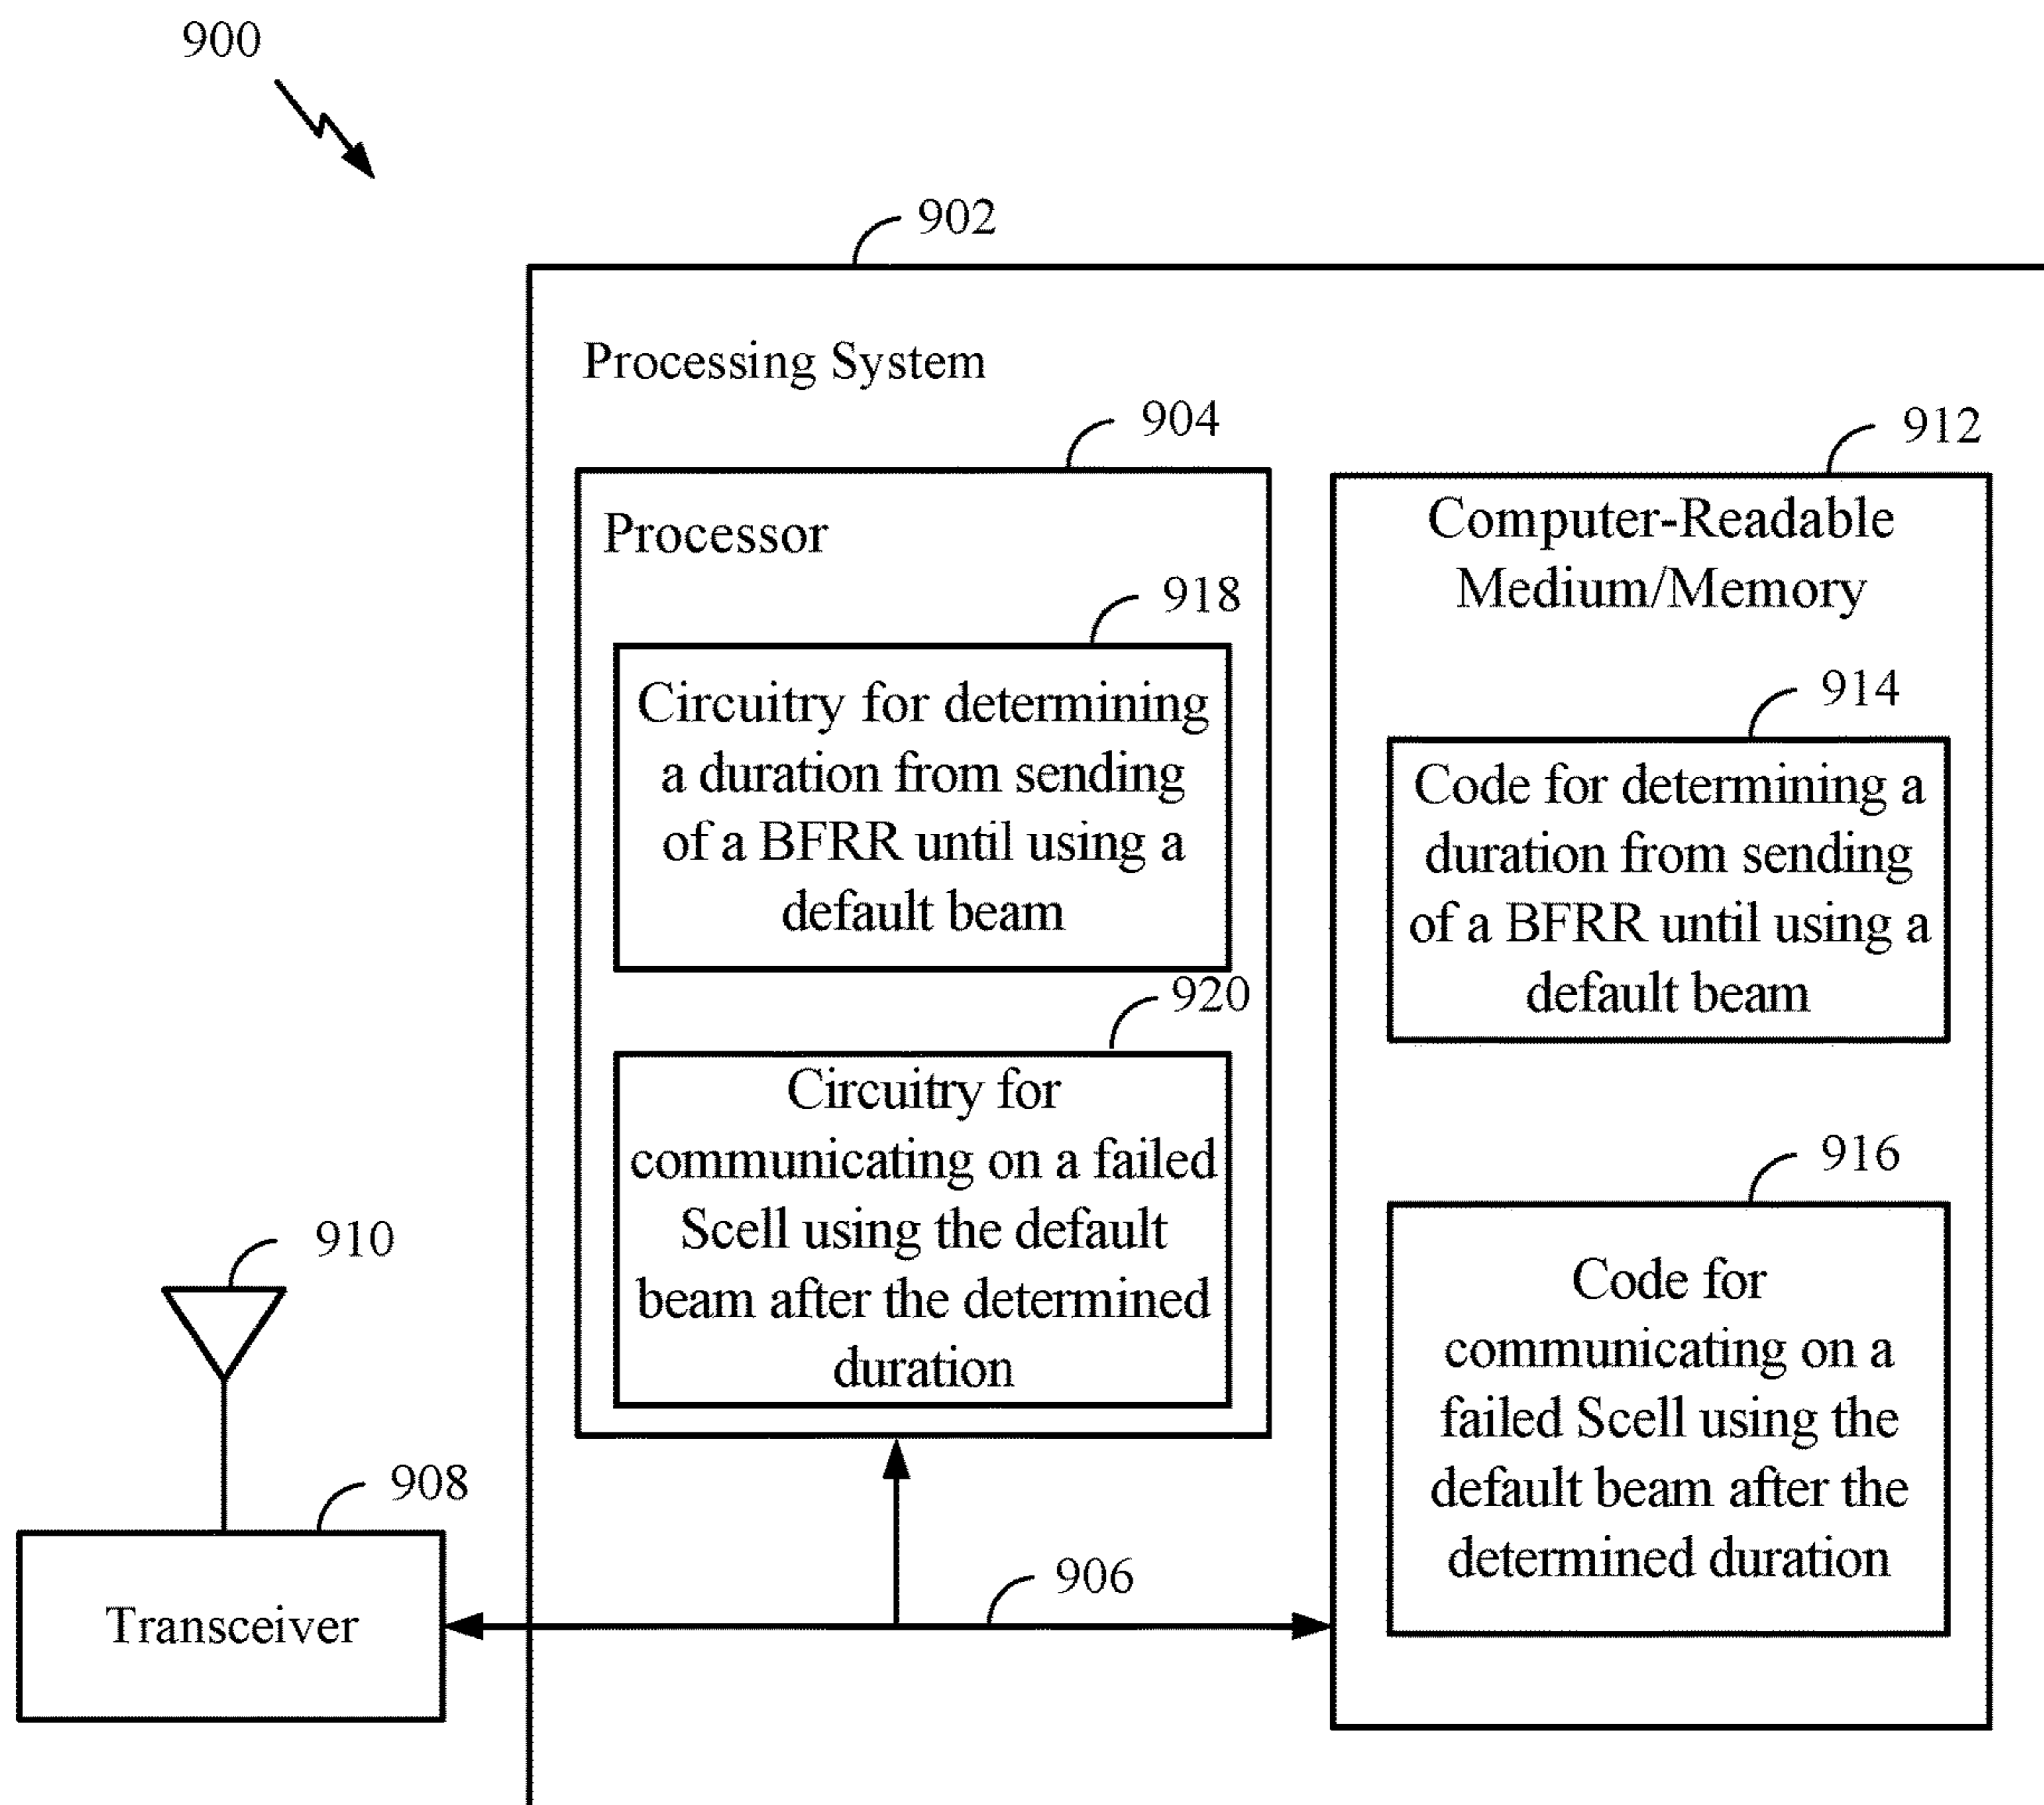 900
902
Processing System
904
Processor
918
Circuitry for determining
a duration from sending
of a BFRR until using a
default beam
920
Circuitry for
communicating on a failed
Scell using the default
beam after the determined
duration
912
Computer-Readable
Medium/Memory
914
Code for determining a
duration from sending
of a BFRR until using a
default beam
916
Code for
communicating on a
failed Scell using the
default beam after the
determined duration
910
908
Transceiver
906